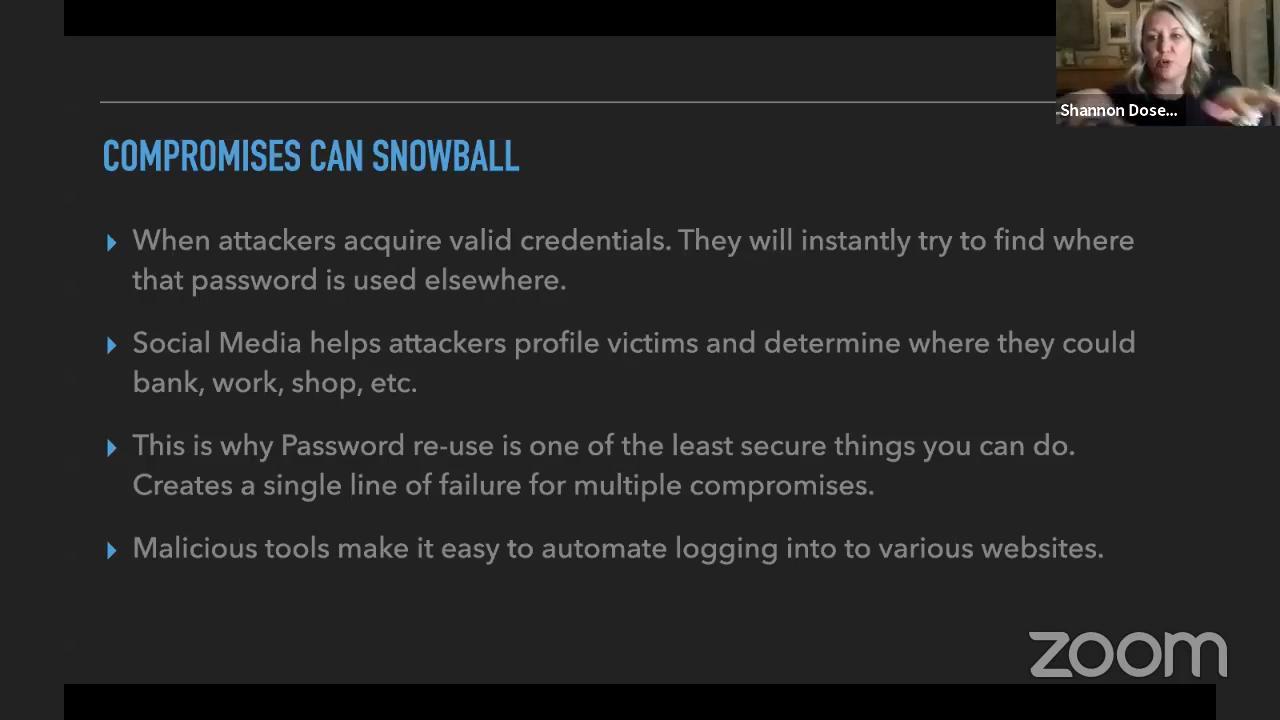 Shannon Dose...
COMPROMISES CAN SNOWBALL
When attackers acquire valid credentials. They will instantly try to find where
that password is used elsewhere.
Social Media helps attackers profile victims and determine where they could
bank, work, shop, etc.
This is why Password re-use is one of the least secure things you can do.
Creates a single line of failure for multiple compromises.
Malicious tools make it easy to automate logging into to various websites.
zoom